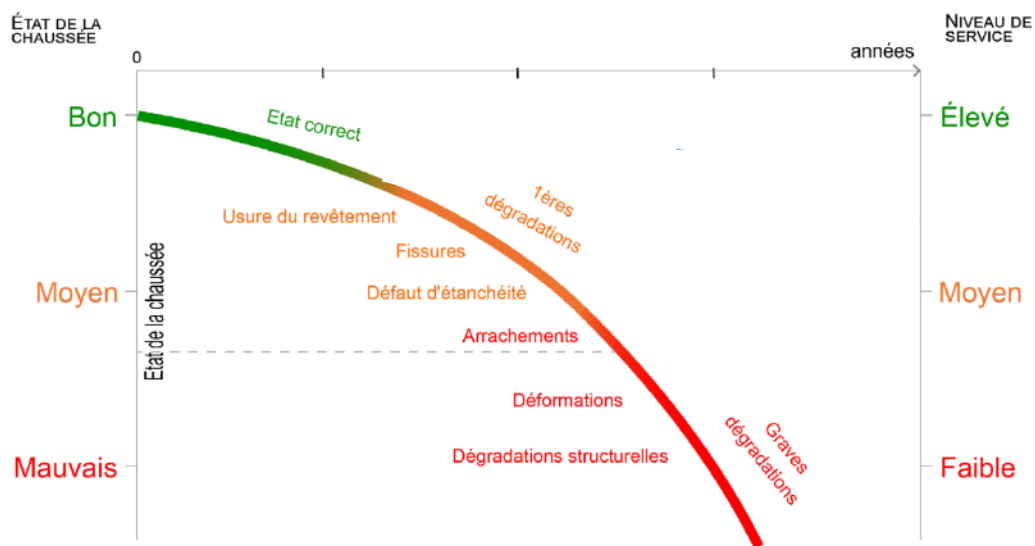 ÉTAT DE LA
CHAUSSÉE
NIVEAU DE
SERVICE
0
années
Bon
Etat correct
Élevé
1ères
dégradations
Usure du revêtement
Fissures
Moyen
Etat de la chaussée
Défaut d'étanchéité
Moyen
Arrachements
Déformations
Graves
dégradations
Mauvais
Dégradations structurelles
Faible